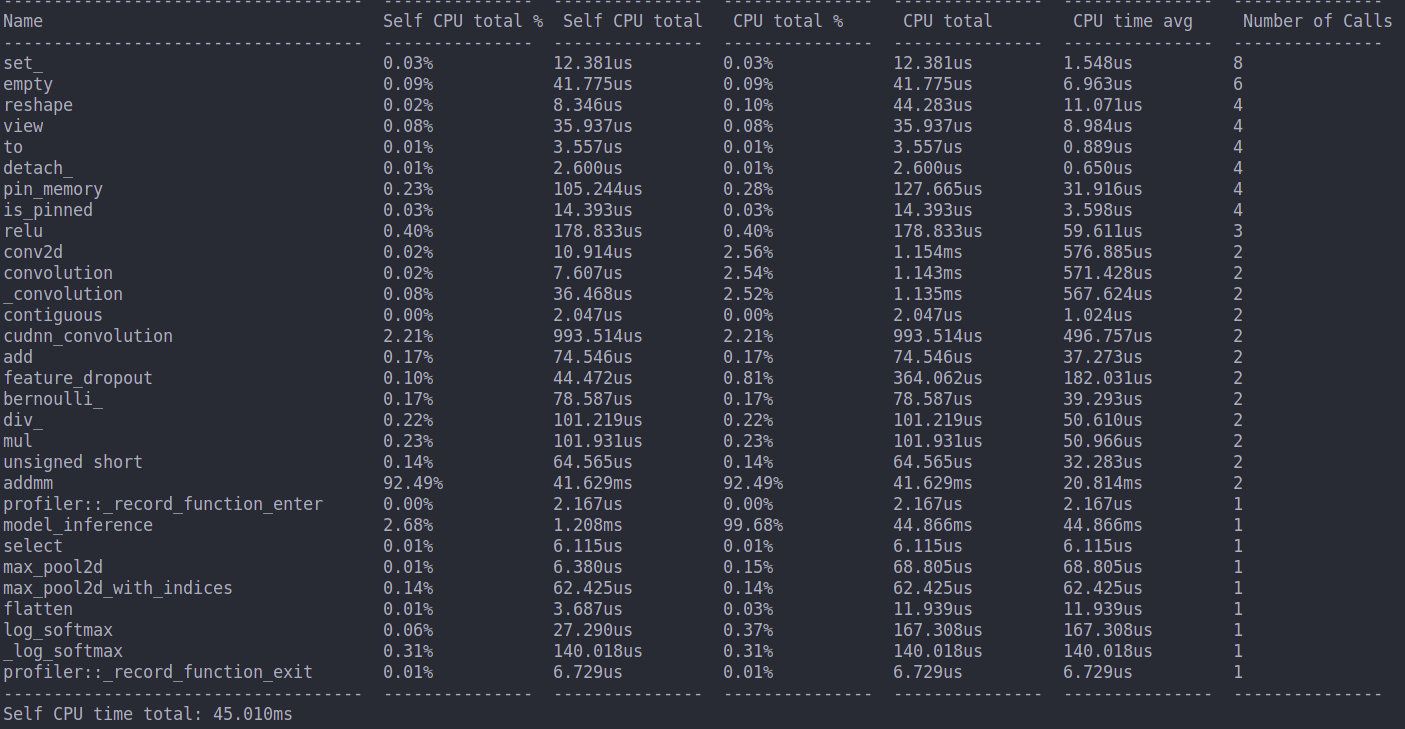 ------------------------------------  ---------------  ---------------  ---------------  ---------------  ---------------  ---------------
Name                                  Self CPU total %  Self CPU total   CPU total %      CPU total        CPU time avg     Number of Calls
------------------------------------  ---------------  ---------------  ---------------  ---------------  ---------------  ---------------
set_                                  0.03%            12.381us         0.03%            12.381us         1.548us          8
empty                                 0.09%            41.775us         0.09%            41.775us         6.963us          6
reshape                               0.02%            8.346us          0.10%            44.283us         11.071us         4
view                                  0.08%            35.937us         0.08%            35.937us         8.984us          4
to                                    0.01%            3.557us          0.01%            3.557us          0.889us          4
detach_                               0.01%            2.600us          0.01%            2.600us          0.650us          4
pin_memory                            0.23%            105.244us        0.28%            127.665us        31.916us         4
is_pinned                             0.03%            14.393us         0.03%            14.393us         3.598us          4
relu                                  0.40%            178.833us        0.40%            178.833us        59.611us         3
conv2d                                0.02%            10.914us         2.56%            1.154ms          576.885us        2
convolution                           0.02%            7.607us          2.54%            1.143ms          571.428us        2
_convolution                          0.08%            36.468us         2.52%            1.135ms          567.624us        2
contiguous                            0.00%            2.047us          0.00%            2.047us          1.024us          2
cudnn_convolution                     2.21%            993.514us        2.21%            993.514us        496.757us        2
add                                   0.17%            74.546us         0.17%            74.546us         37.273us         2
feature_dropout                       0.10%            44.472us         0.81%            364.062us        182.031us        2
bernoulli_                            0.17%            78.587us         0.17%            78.587us         39.293us         2
div_                                  0.22%            101.219us        0.22%            101.219us        50.610us         2
mul                                   0.23%            101.931us        0.23%            101.931us        50.966us         2
unsigned short                        0.14%            64.565us         0.14%            64.565us         32.283us         2
addmm                                 92.49%           41.629ms         92.49%           41.629ms         20.814ms         2
profiler::_record_function_enter      0.00%            2.167us          0.00%            2.167us          2.167us          1
model_inference                       2.68%            1.208ms          99.68%           44.866ms         44.866ms         1
select                                0.01%            6.115us          0.01%            6.115us          6.115us          1
max_pool2d                            0.01%            6.380us          0.15%            68.805us         68.805us         1
max_pool2d_with_indices               0.14%            62.425us         0.14%            62.425us         62.425us         1
flatten                               0.01%            3.687us          0.03%            11.939us         11.939us         1
log_softmax                           0.06%            27.290us         0.37%            167.308us        167.308us        1
_log_softmax                          0.31%            140.018us        0.31%            140.018us        140.018us        1
profiler::_record_function_exit       0.01%            6.729us          0.01%            6.729us          6.729us          1
------------------------------------  ---------------  ---------------  ---------------  ---------------  ---------------  ---------------
Self CPU time total: 45.010ms